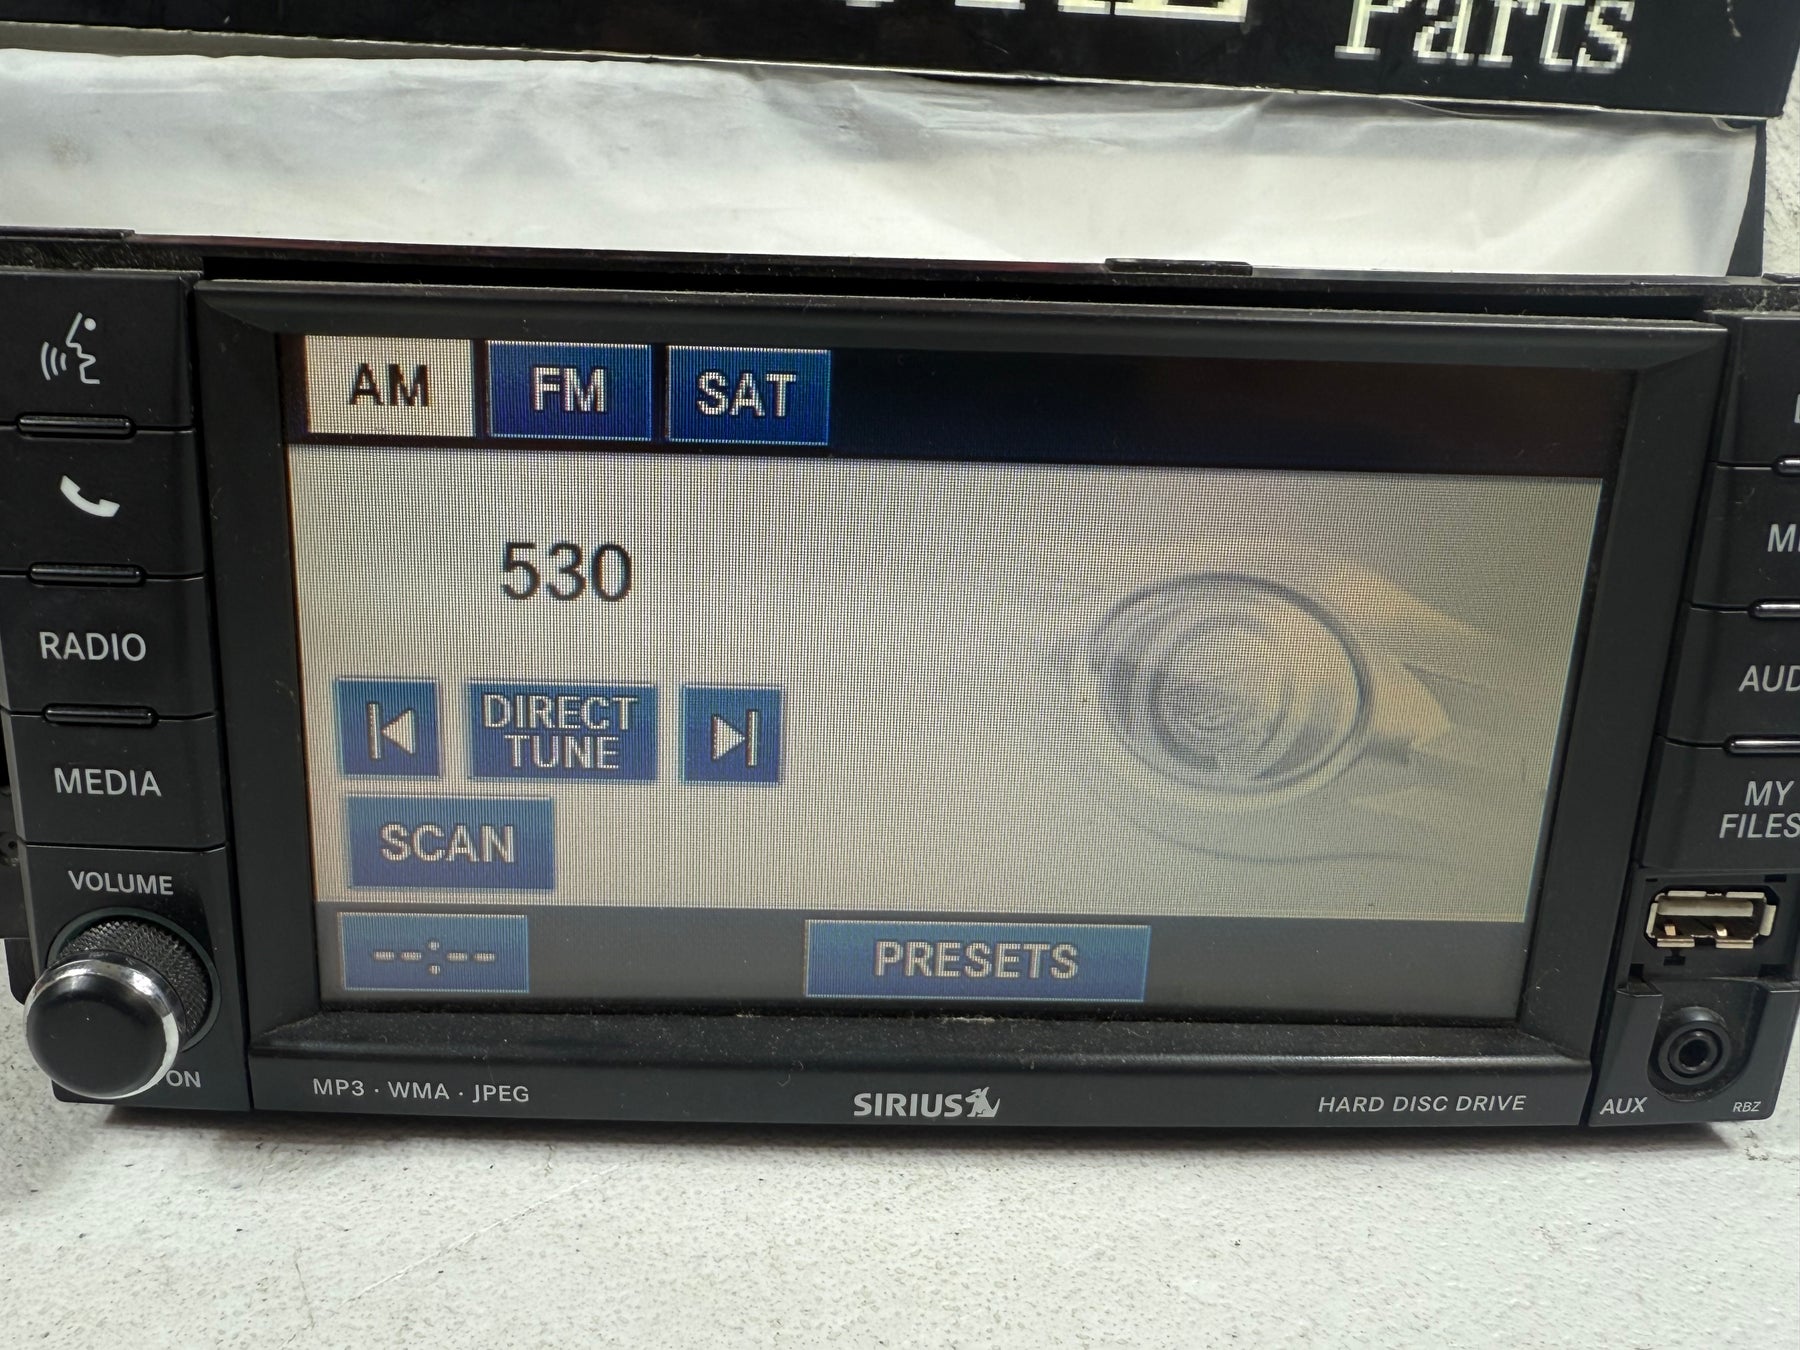 Parts
AM FM SAT
530
DIRECT
TUNE
SCAN
--:-- PRESETS
RADIO
MEDIA
VOLUME
ON
MY
FILES
MP3 · WMA · JPEG
SIRIUS
HARD DISC DRIVE
AUX
RBZ